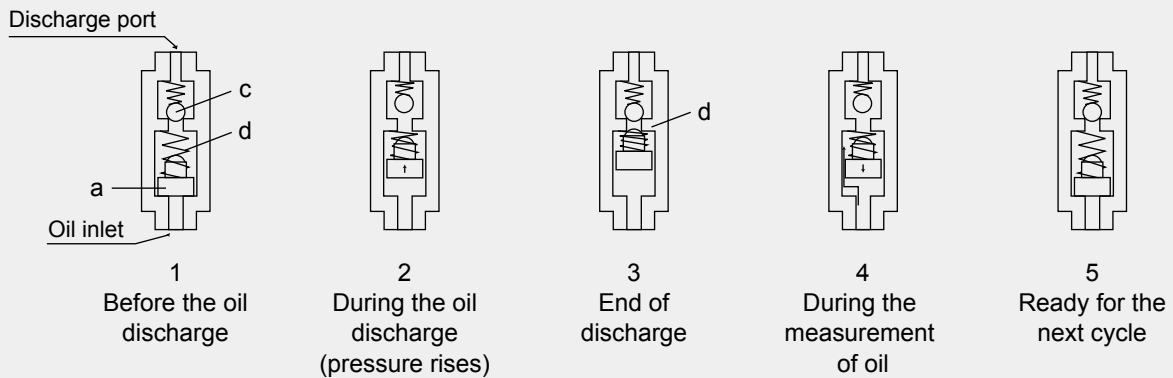 Discharge port
c
d
a
Oil inlet
d
1
Before the oil
discharge
2
During the oil
discharge
(pressure rises)
3
End of
discharge
4
During the
measurement
of oil
5
Ready for the
next cycle